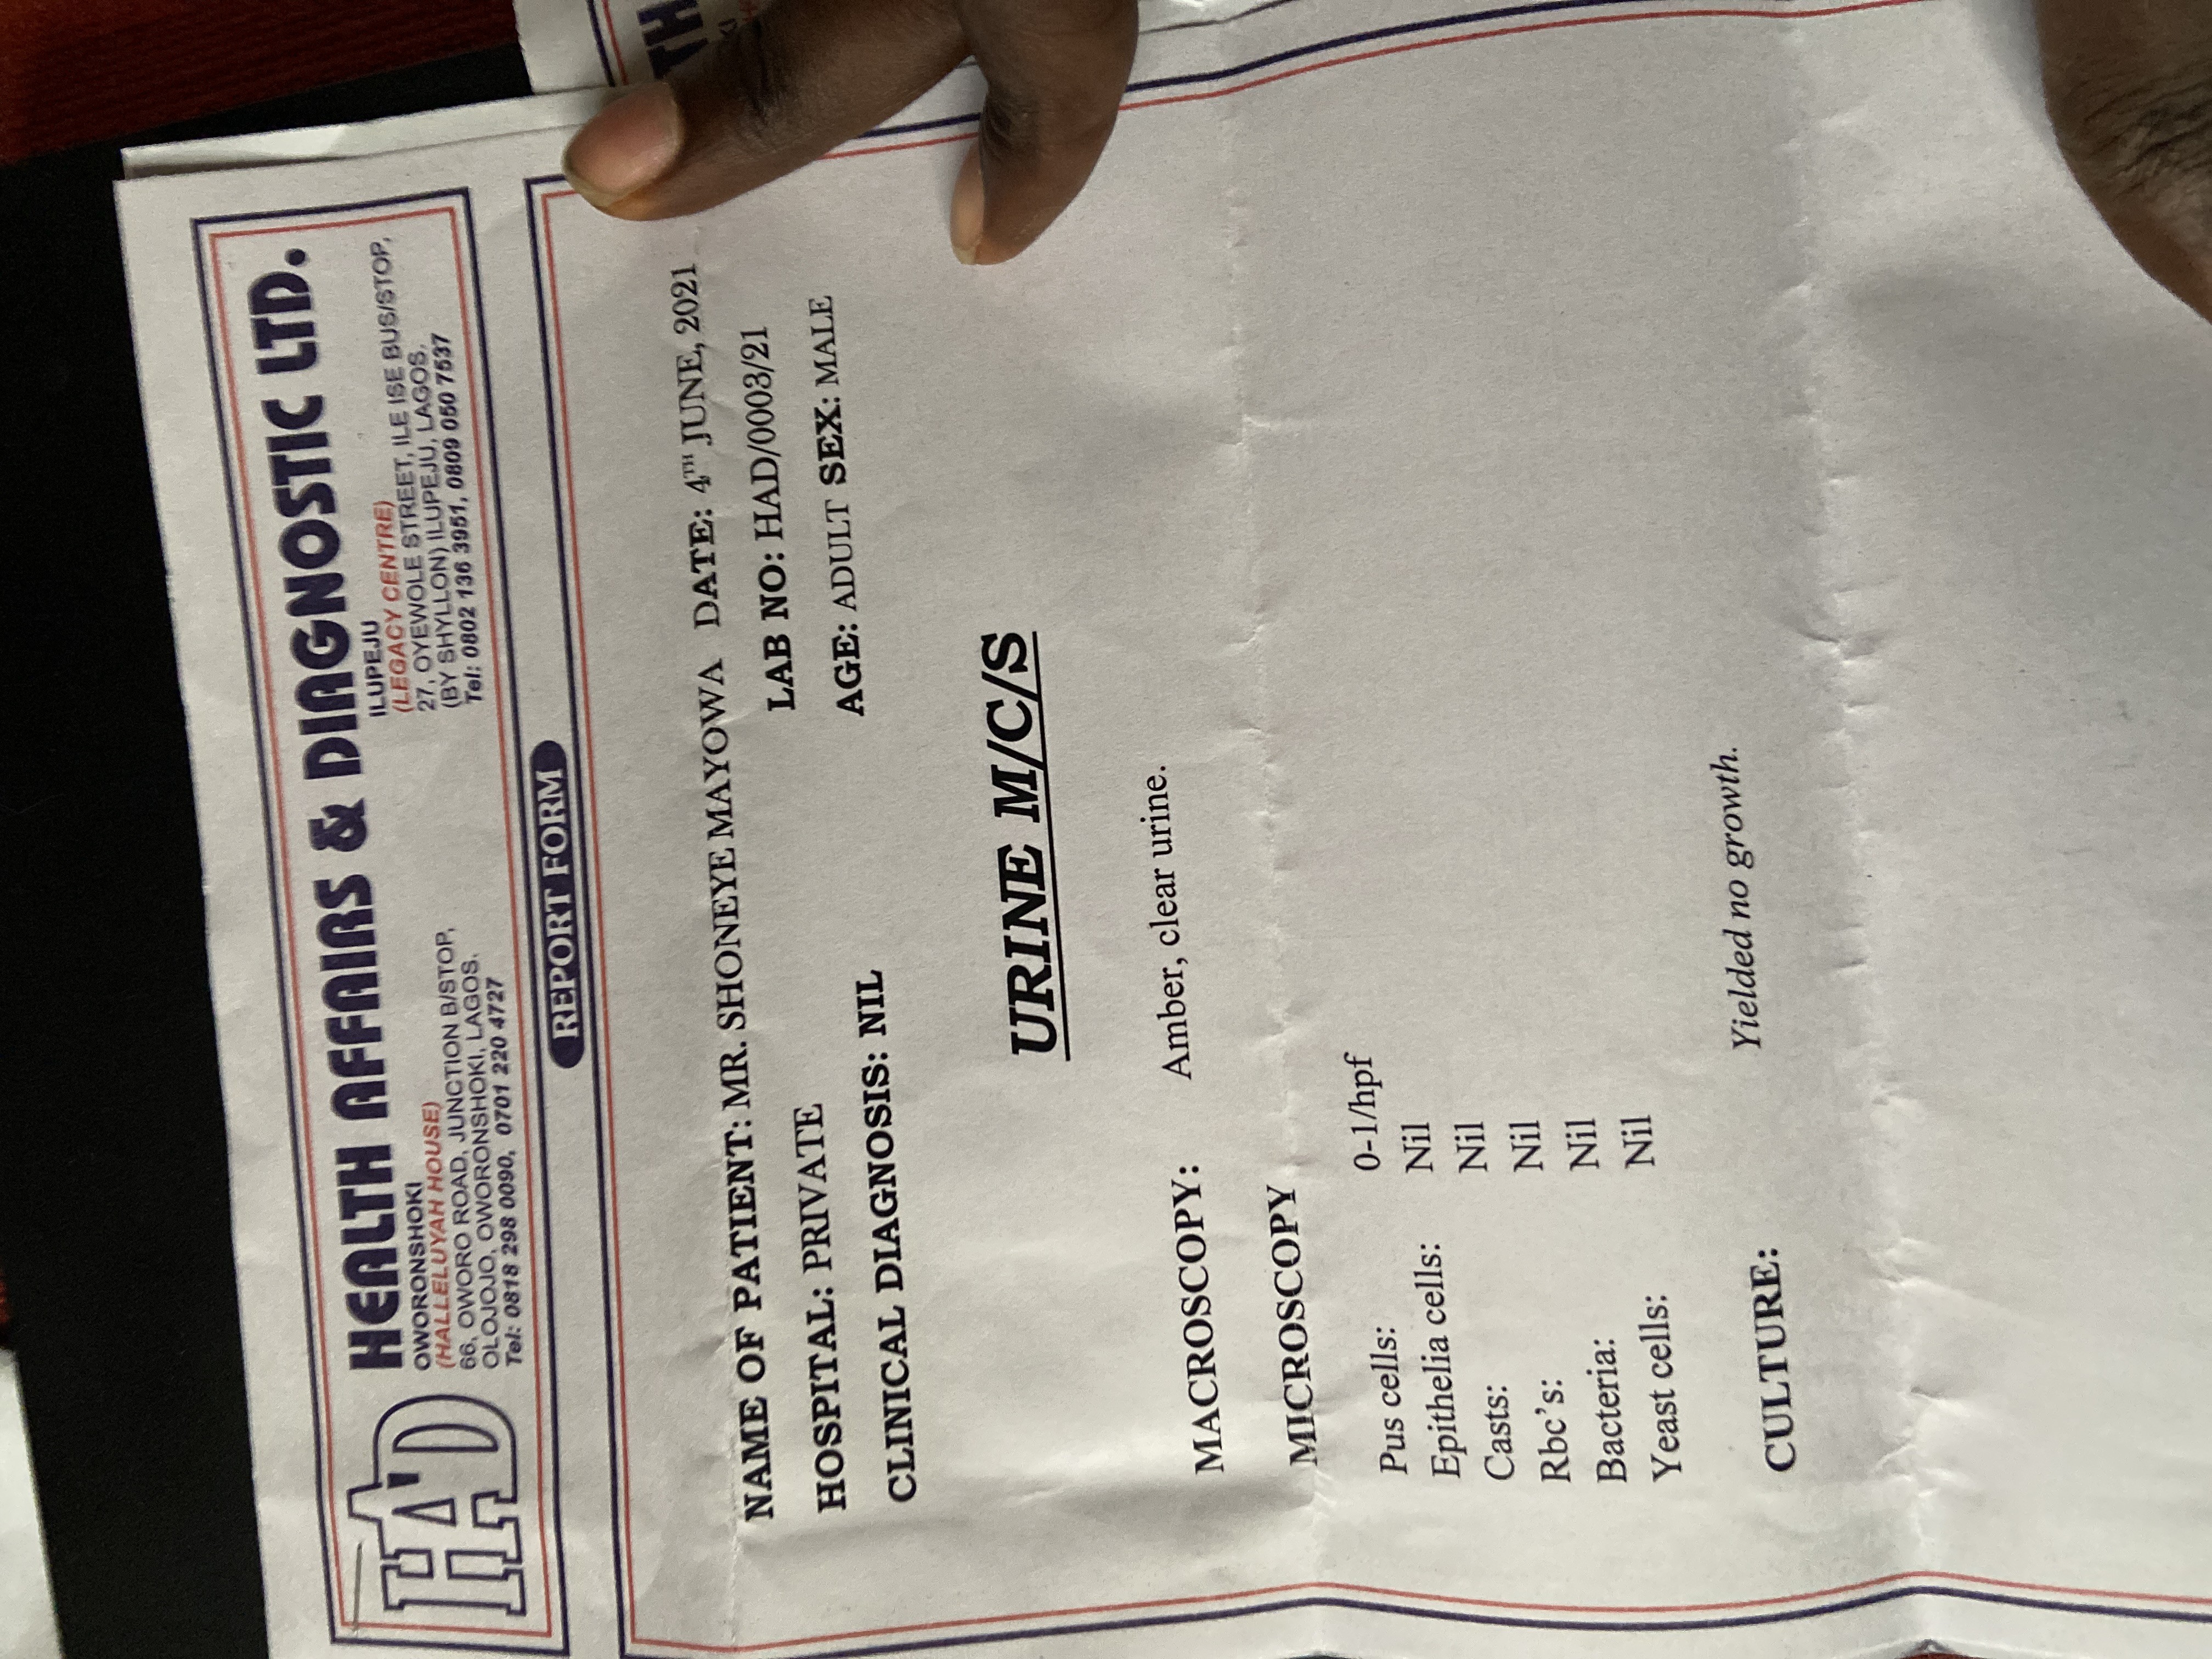 HAD
HEALTH AFFAIRS & DIAGNOSTIC LTD.
OWORONSHOKI
(HALLELUYAH HOUSE)
66, OWORO ROAD, JUNCTION B/STOP,
OLOJOJO, OWORONSHOKI, LAGOS.
Tel: 0818 298 0090, 0701 220 4727
ILUPEJU
(LEGACY CENTRE)
27, OYEWOLE STREET, ILE ISE BUS/STOP,
(BY SHYLLON) ILUPEJU, LAGOS.
Tel: 0802 136 3951, 0809 050 7537
REPORT FORM
NAME OF PATIENT: MR. SHONEYE MAYOWA DATE: 4TH JUNE, 2021
HOSPITAL: PRIVATE LAB NO: HAD/0003/21
CLINICAL DIAGNOSIS: NIL AGE: ADULT SEX: MALE
URINE M/C/S
MACROSCOPY: Amber, clear urine.
MICROSCOPY
Pus cells: 0-1/hpf
Epithelia cells: Nil
Casts: Nil
Rbc's: Nil
Bacteria: Nil
Yeast cells: Nil
CULTURE: Yielded no growth.